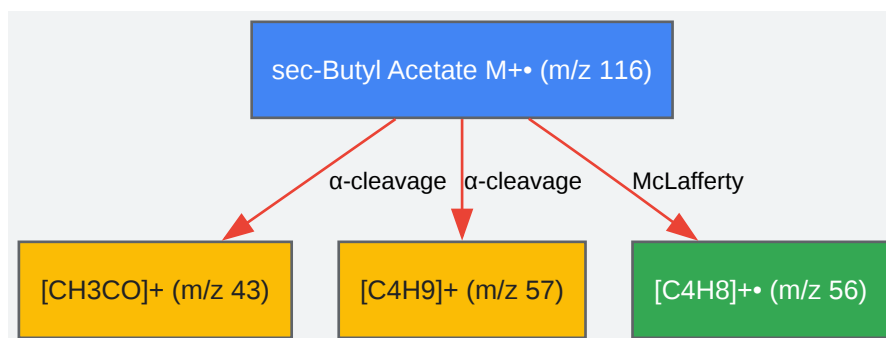 sec-Butyl Acetate M+• (m/z 116)
α-cleavage
α-cleavage
McLafferty
[CH3CO]+ (m/z 43)
[C4H9]+ (m/z 57)
[C4H8]+• (m/z 56)